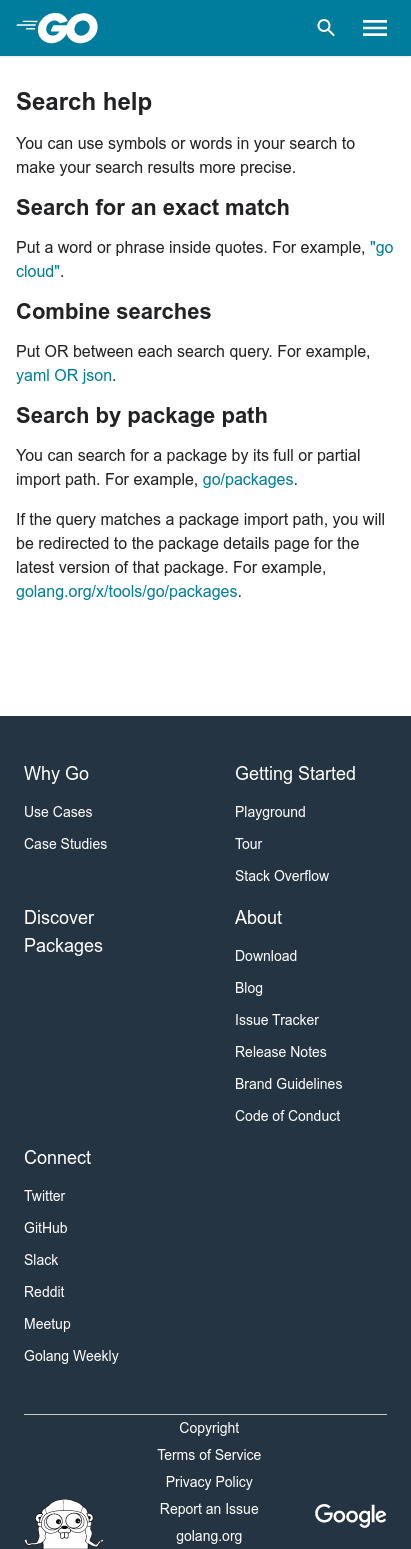 GO
Search help
You can use symbols or words in your search to
make your search results more precise.
Search for an exact match
Put a word or phrase inside quotes. For example, "go
cloud".
Combine searches
Put OR between each search query. For example,
yaml OR json.
Search by package path
You can search for a package by its full or partial
import path. For example, go/packages.
If the query matches a package import path, you will
be redirected to the package details page for the
latest version of that package. For example,
golang.org/x/tools/go/packages.
Why Go
Use Cases
Case Studies
Getting Started
Playground
Tour
Stack Overflow
Discover
Packages
About
Download
Blog
Issue Tracker
Release Notes
Brand Guidelines
Code of Conduct
Connect
Twitter
GitHub
Slack
Reddit
Meetup
Golang Weekly
Copyright
Terms of Service
Privacy Policy
Report an Issue
golang.org
Google